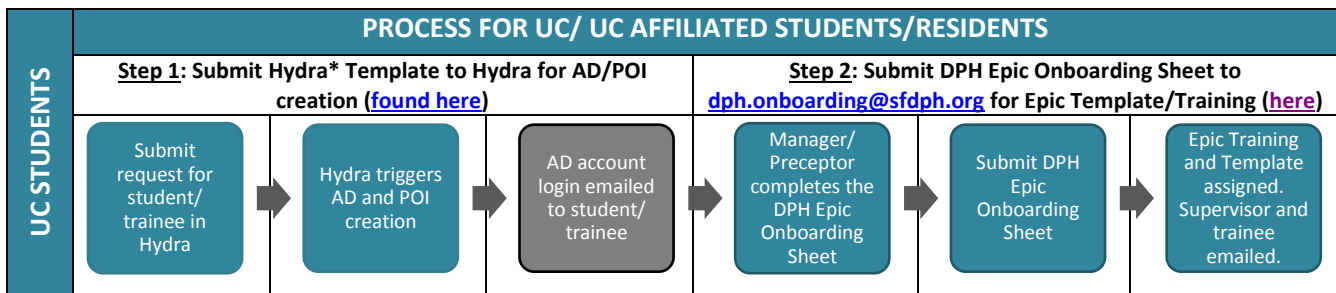 UC STUDENTS
PROCESS FOR UC/ UC AFFILIATED STUDENTS/RESIDENTS
Step 1: Submit Hydra* Template to Hydra for AD/POI
creation (found here)
Step 2: Submit DPH Epic Onboarding Sheet to
dph.onboarding@sfdph.org for Epic Template/Training (here)
Submit
request for
student/
trainee in
Hydra
Hydra triggers
AD and POI
creation
AD account
login emailed
to student/
trainee
Manager/
Preceptor
completes the
DPH Epic
Onboarding
Sheet
Submit DPH
Epic
Onboarding
Sheet
Epic Training
and Template
assigned.
Supervisor and
trainee
emailed.